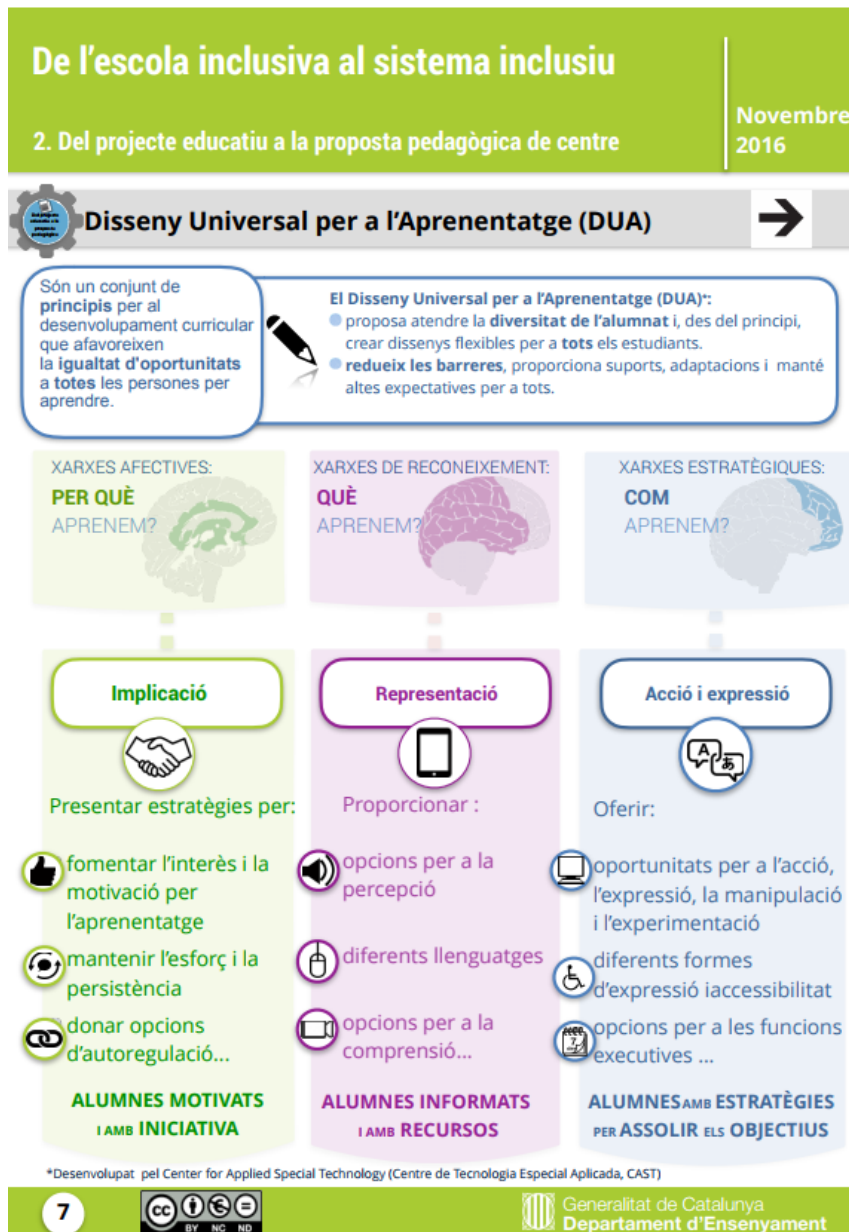 De l'escola inclusiva al sistema inclusiu
2. Del projecte educatiu a la proposta pedagògica de centre
Novembre
2016
Disseny Universal per a l'Aprenentatge (DUA)
Són un conjunt de
principis per al
desenvolupament curricular
que afavoreixen
la igualtat d'oportunitats
a totes les persones per
aprendre.
El Disseny Universal per a l'Aprenentatge (DUA)*:
proposa atendre la diversitat de l'alumnat i, des del principi,
crear dissenys flexibles per a tots els estudiants.
redueix les barreres, proporciona suports, adaptacions i manté
altes expectatives per a tots.
XARXES AFECTIVES:
PER QUÈ
APRENEM?
XARXES DE RECONEIXEMENT:
QUÈ
APRENEM?
XARXES ESTRATÈGIQUES:
COM
APRENEM?
Implicació
Presentar estratègies per:
fomentar l'interès i la
motivació per
l'aprenentatge
mantenir l'esforç i la
persistència
donar opcions
d'autoregulació...
ALUMNES MOTIVATS
I AMB INICIATIVA
Representació
Proporcionar :
opcions per a la
percepció
diferents llenguatges
opcions per a la
comprensió...
ALUMNES INFORMATS
I AMB RECURSOS
Acció i expressió
A
あ
Oferir:
oportunitats per a l'acció,
l'expressió, la manipulació
i l'experimentació
diferents formes
d'expressió iaccessibilitat
7
opcions per a les funcions
executives ...
ALUMNES AMB ESTRATÈGIES
PER ASSOLIR ELS OBJECTIUS
*Desenvolupat pel Center for Applied Special Technology (Centre de Tecnologia Especial Aplicada, CAST)
7
cc
BY NC ND
Generalitat de Catalunya
Departament d'Ensenyament